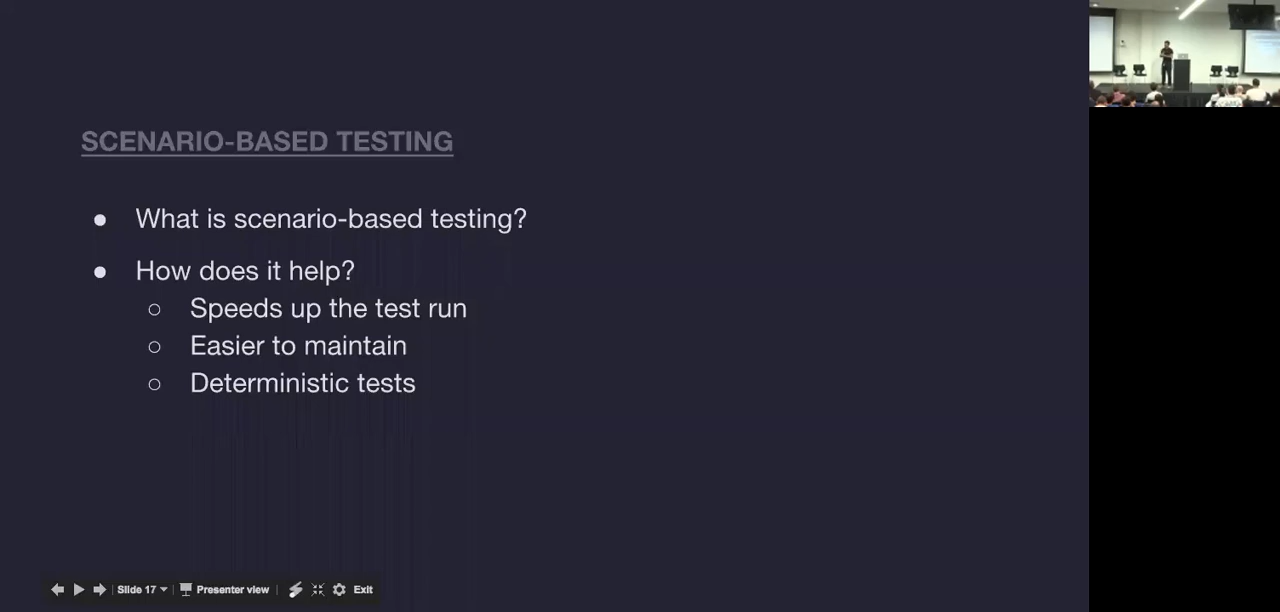 SCENARIO-BASED TESTING
● What is scenario-based testing?
● How does it help?
○ Speeds up the test run
○ Easier to maintain
○ Deterministic tests
Slide 17
Presenter view
Exit